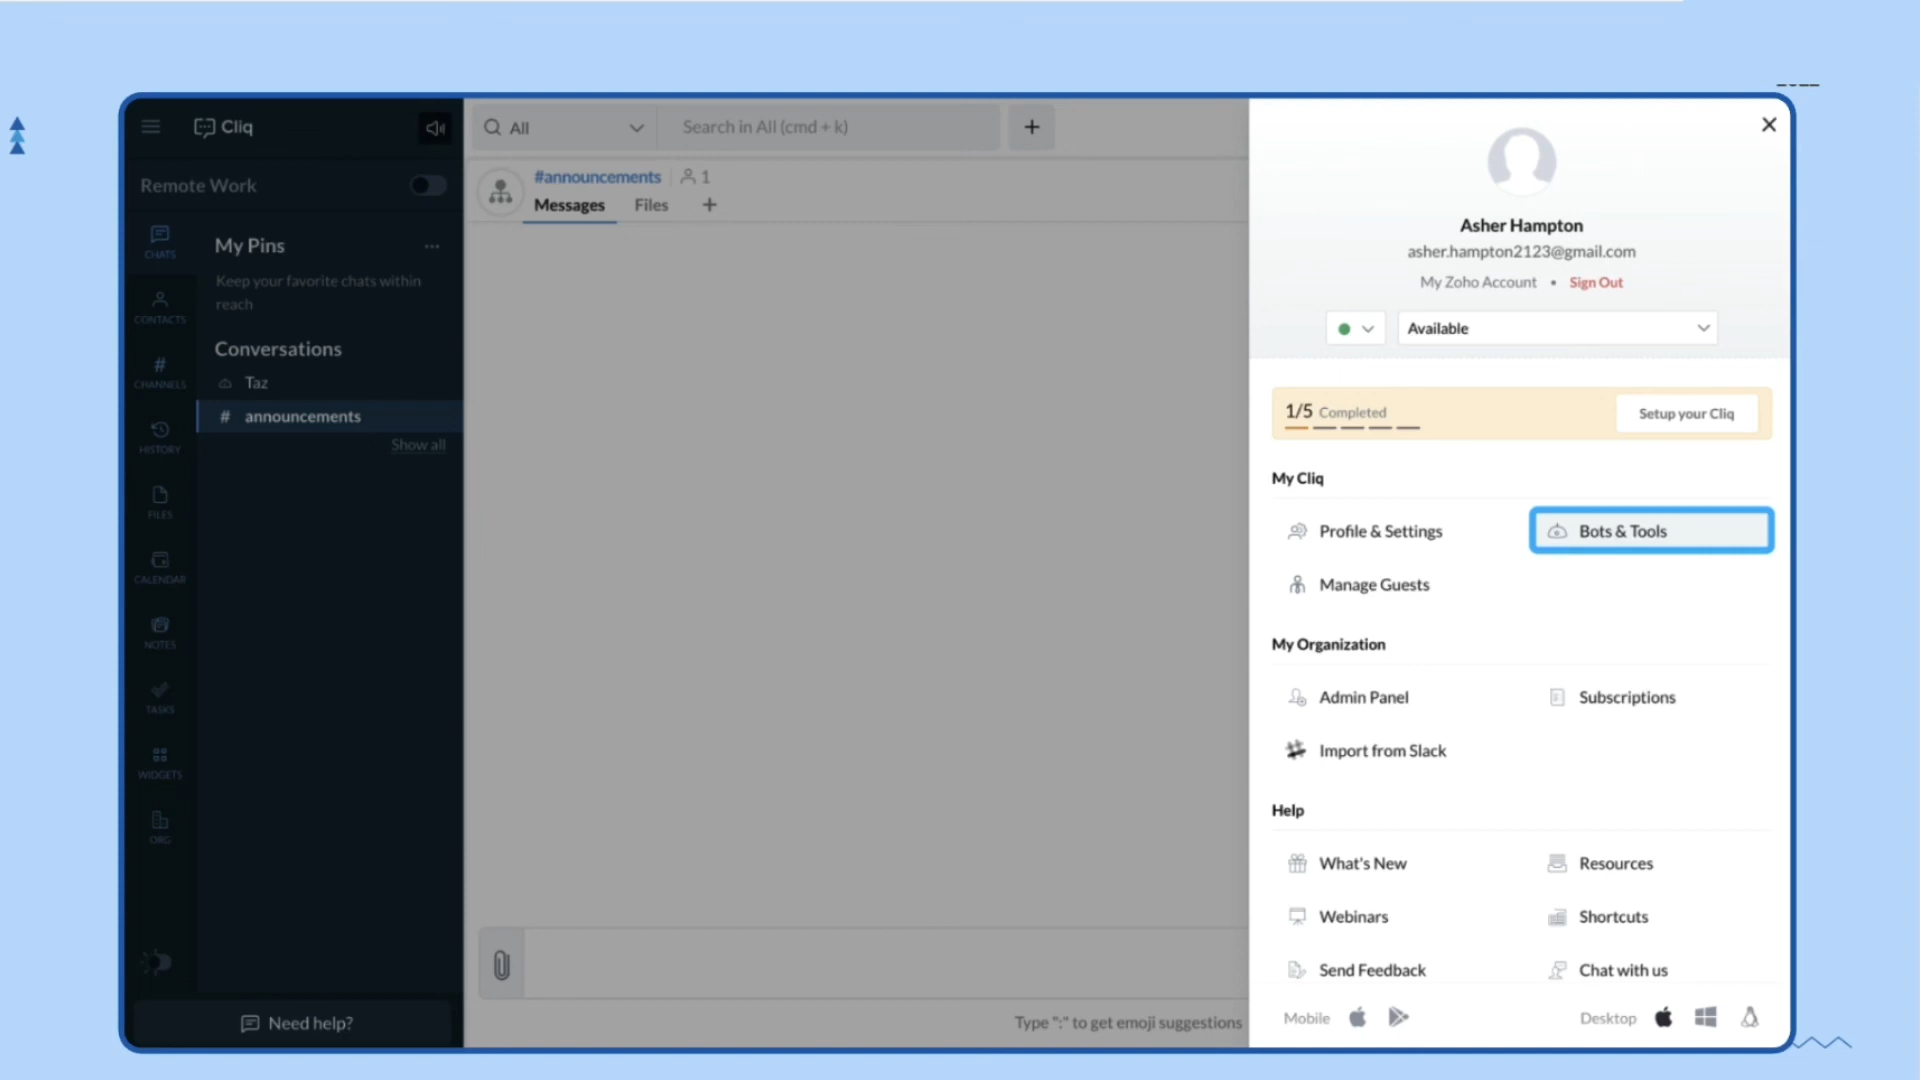 Cliq
Remote Work
CHATS
CONTACTS
CHANNELS
HISTORY
FILES
CALENDAR
NOTES
TASKS
WIDGETS
ORG
My Pins
Keep your favorite chats within
reach
Conversations
Taz
# announcements
Show all
Need help?
All
Search in All (cmd + k)
+
#announcements 1
Messages Files +
Type ":" to get emoji suggestions
Asher Hampton
asher.hampton2123@gmail.com
My Zoho Account • Sign Out
Available
1/5 Completed
Setup your Cliq
My Cliq
Profile & Settings Bots & Tools
Manage Guests
My Organization
Admin Panel Subscriptions
Import from Slack
Help
What's New Resources
Webinars Shortcuts
Send Feedback Chat with us
Mobile Desktop